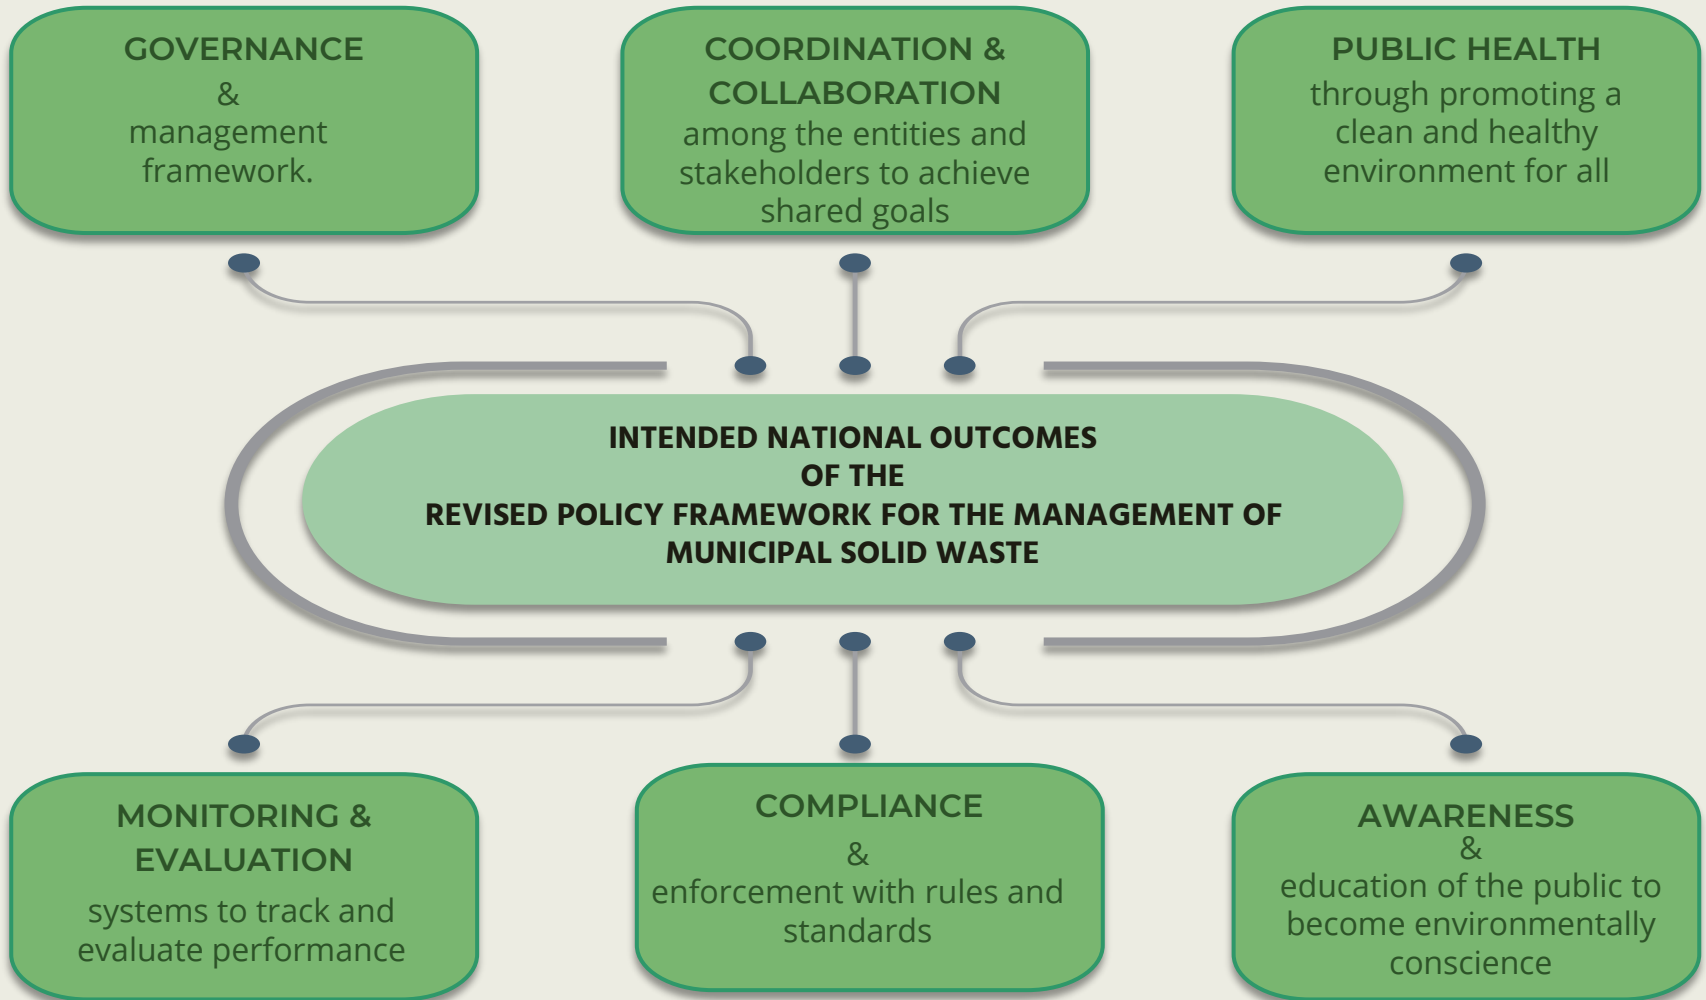 GOVERNANCE
&
management
framework.
COORDINATION &
COLLABORATION
among the entities and
stakeholders to achieve
shared goals
PUBLIC HEALTH
through promoting a
clean and healthy
environment for all
INTENDED NATIONAL OUTCOMES
OF THE
REVISED POLICY FRAMEWORK FOR THE MANAGEMENT OF
MUNICIPAL SOLID WASTE
MONITORING &
EVALUATION
systems to track and
evaluate performance
COMPLIANCE
&
enforcement with rules and
standards
AWARENESS
&
education of the public to
become environmentally
conscience